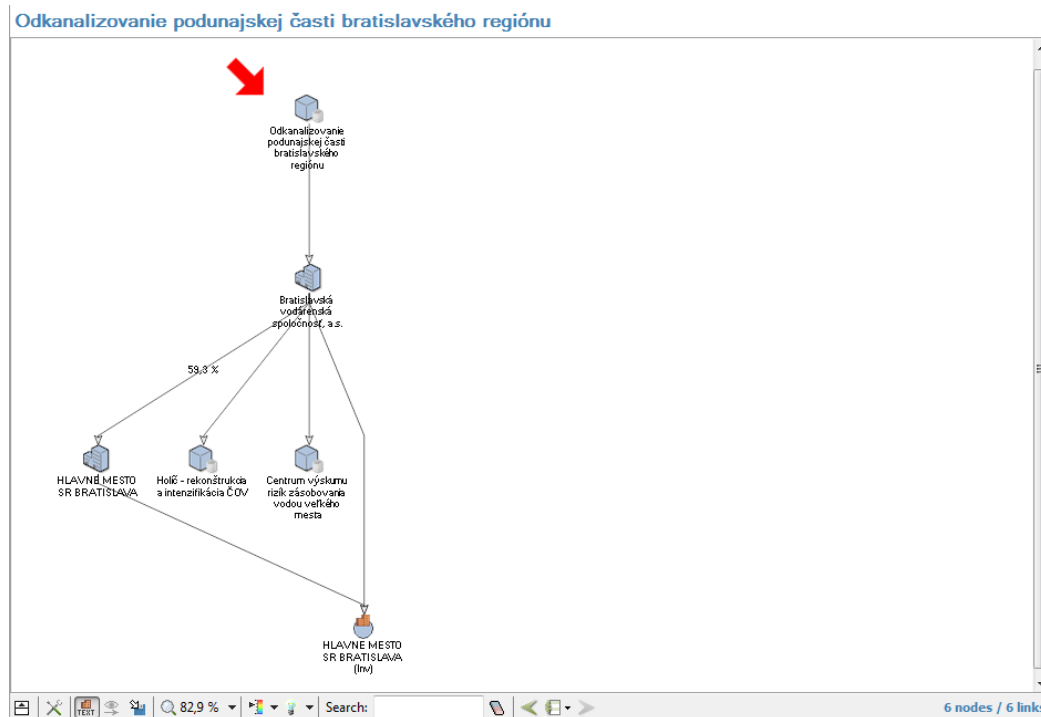 Odkanalizovanie podunajskej časti bratislavského regiónu
Odkanalizovanie
podunajskej časti
bratislavského
regiónu
Bratislavská
vodárenská
spoločnosť, a.s.
59,3 %
HLAVNÉ MESTO
SR BRATISLAVA
Holíč - rekonštrukcia
a intenzifikácia ČOV
Centrum výskumu
rizík zásobovania
vodou veľkého
mesta
HLAVNE MESTO
SR BRATISLAVA
(Inv)
TEXT
82,9 %
Search:
6 nodes / 6 links